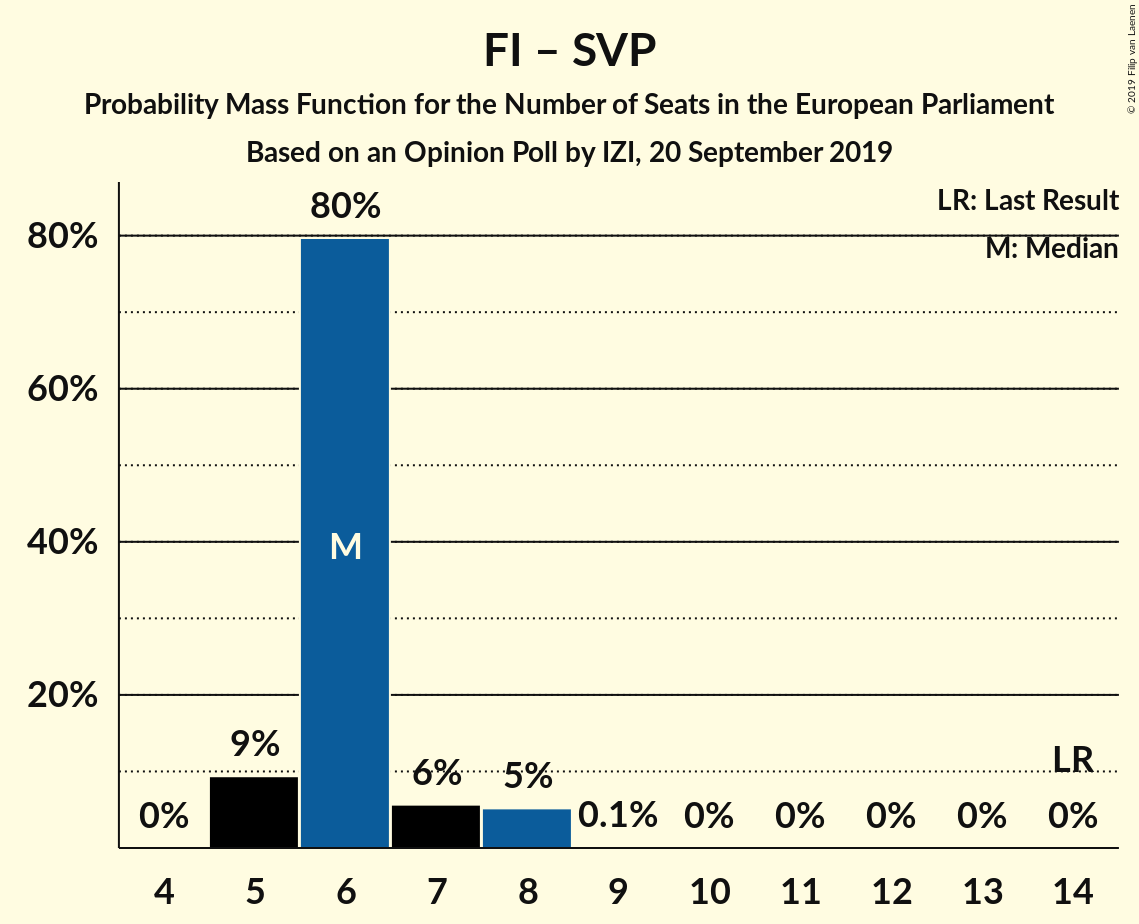 FI – SVP
Probability Mass Function for the Number of Seats in the European Parliament
Based on an Opinion Poll by IZI, 20 September 2019
© 2019 Filip van Laenen
LR: Last Result
M: Median
80%
60%
40%
20%
0%
9%
80%
M
6%
5%
0.1%
0%
0%
0%
0%
LR
0%
4 5 6 7 8 9 10 11 12 13 14